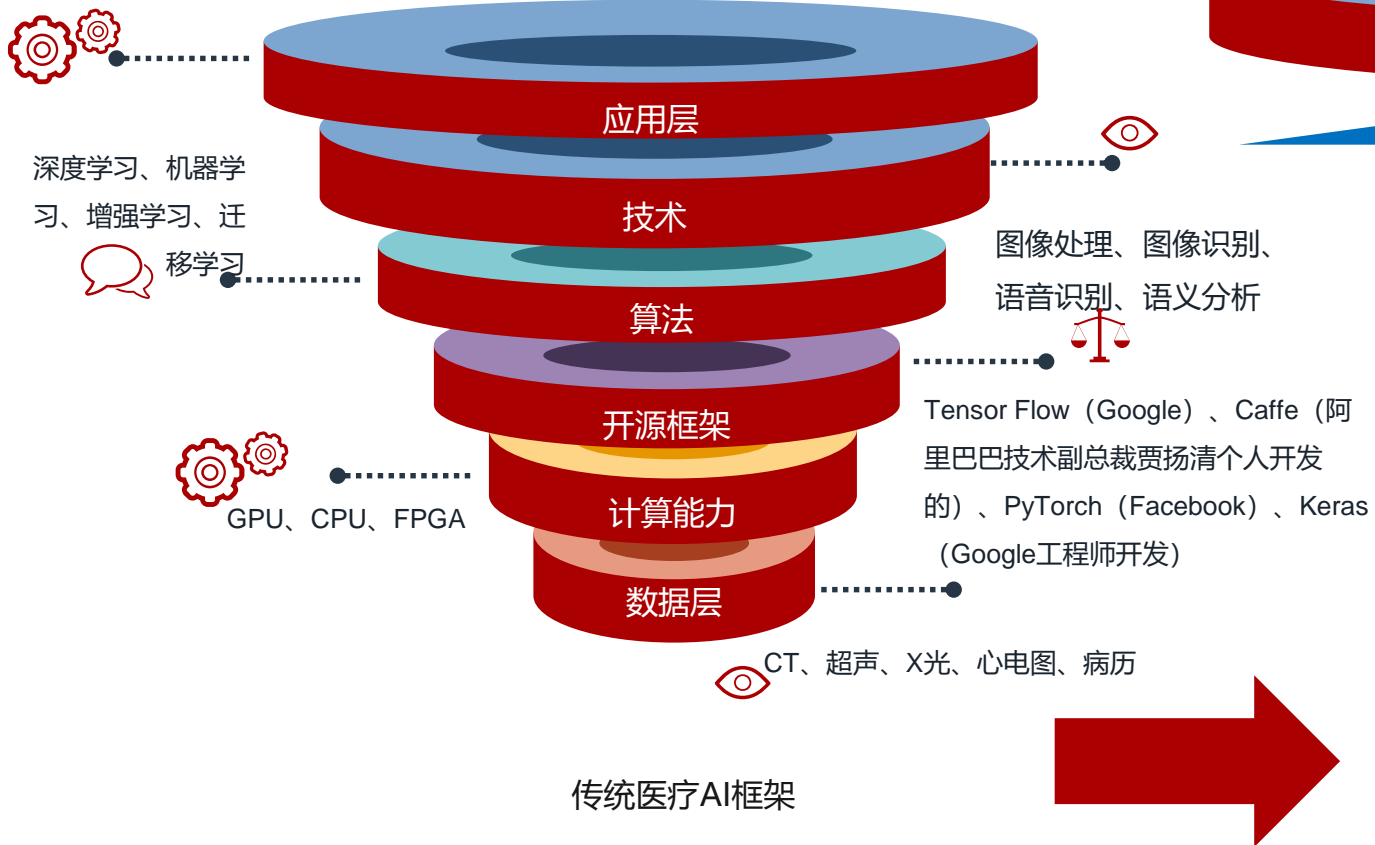 应用层
深度学习、机器学
习、增强学习、迁
移学习
技术
图像处理、图像识别、
语音识别、语义分析
算法
开源框架
Tensor Flow（Google）、Caffe（阿
里巴巴技术副总裁贾扬清个人开发
的）、PyTorch（Facebook）、Keras
（Google工程师开发）
计算能力
GPU、CPU、FPGA
数据层
CT、超声、X光、心电图、病历
传统医疗AI框架